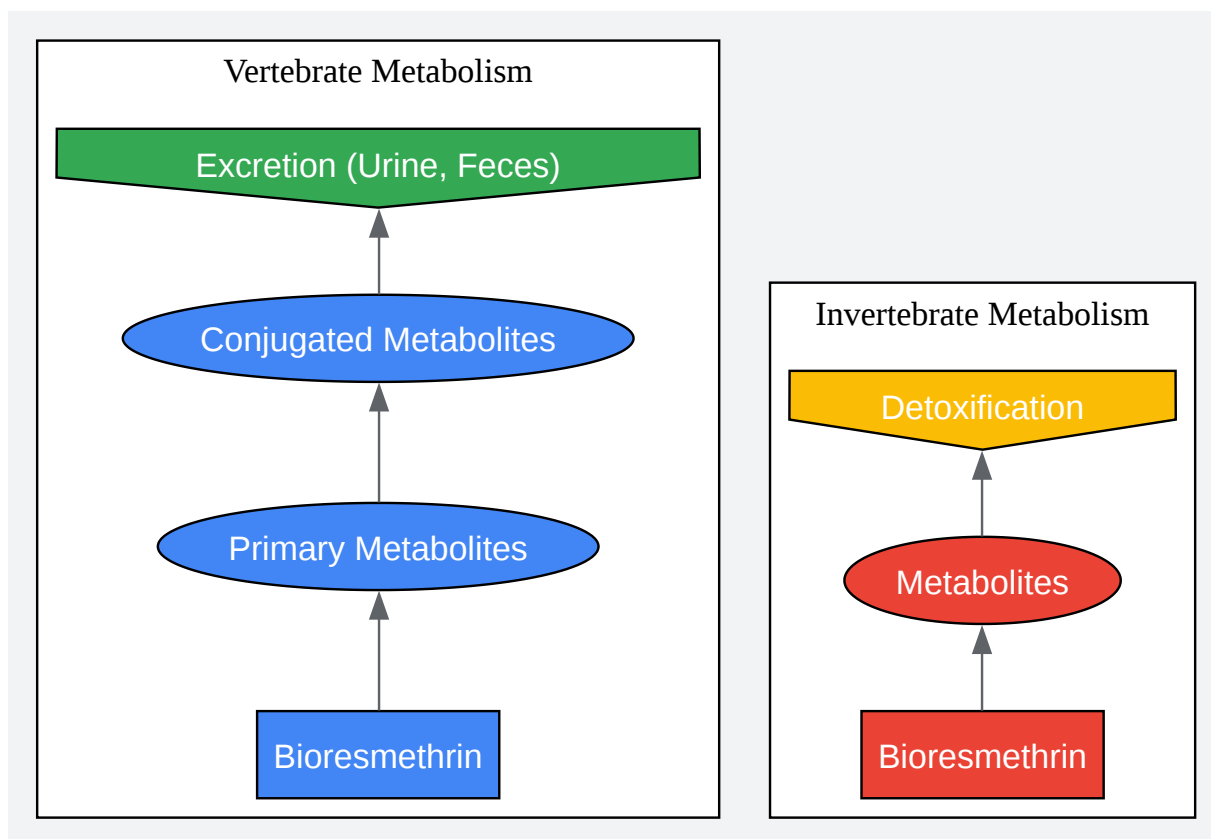 Vertebrate Metabolism
Excretion (Urine, Feces)
Conjugated Metabolites
Primary Metabolites
Bioresmethrin
Invertebrate Metabolism
Detoxification
Metabolites
Bioresmethrin